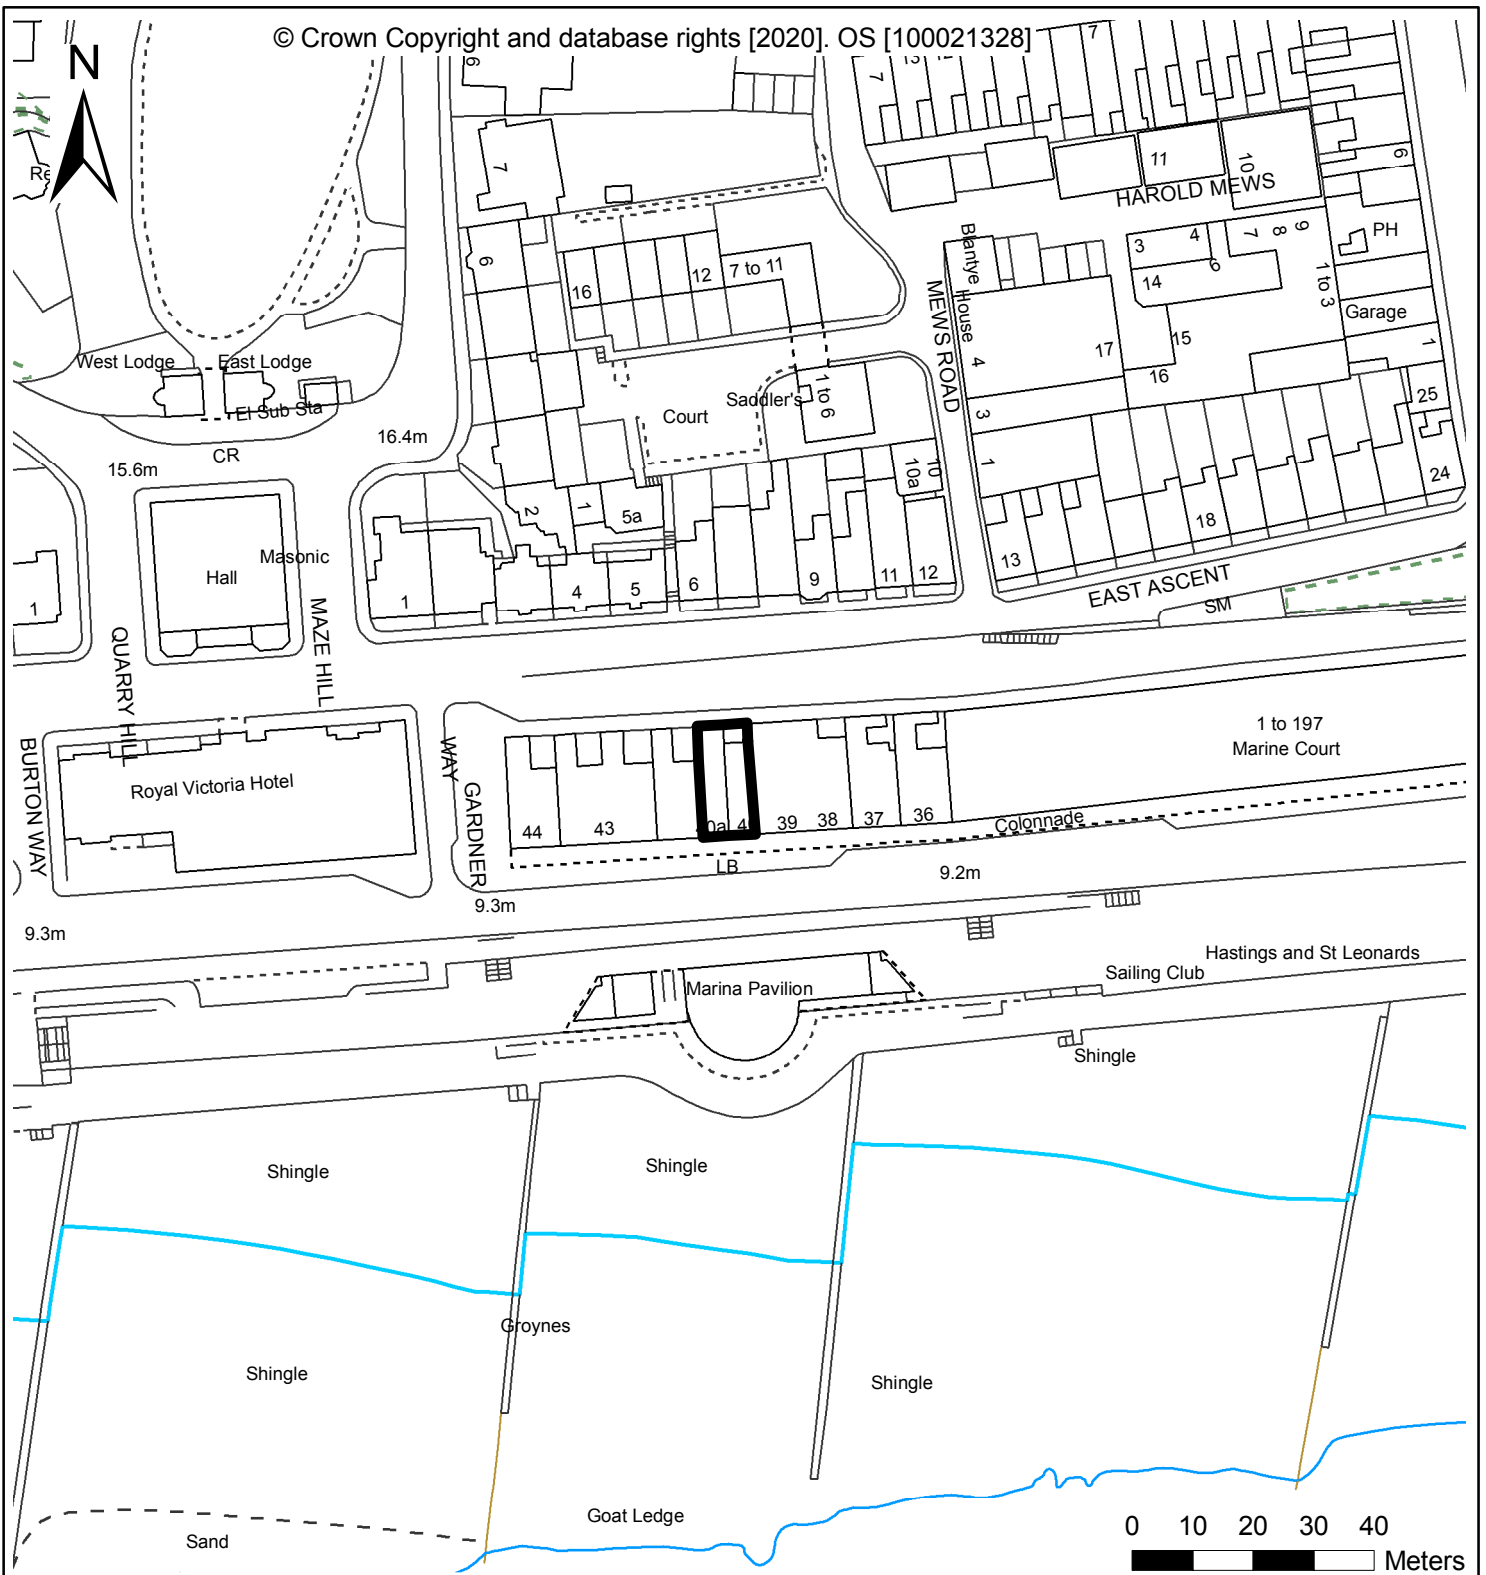 © Crown Copyright and database rights [2020]. OS [100021328]
N
6
7
13
7
7
11
10
6
HAROLD MEWS
Re
6
16
12
7 to 11
Blantye House
3
4
7
8
9
6
14
PH
1 to 3
Garage
West Lodge
East Lodge
El Sub Sta
MEWS ROAD
4
17
15
16
1
25
24
Court
Saddler's
1 to 6
3
1
16.4m
15.6m
CR
10
10a
2
1
5a
18
Masonic
Hall
1
1
4
5
6
9
11
12
13
EAST ASCENT
SM
QUARRY HILL
MAZE HILL
BURTON WAY
Royal Victoria Hotel
GARDNER
WAY
44
43
39
38
37
36
1 to 197
Marine Court
Colonnade
LB
9.2m
9.3m
9.3m
Hastings and St Leonards
Sailing Club
Marina Pavilion
Shingle
Shingle
Shingle
Groynes
Shingle
Shingle
Goat Ledge
Sand
0 10 20 30 40
Meters